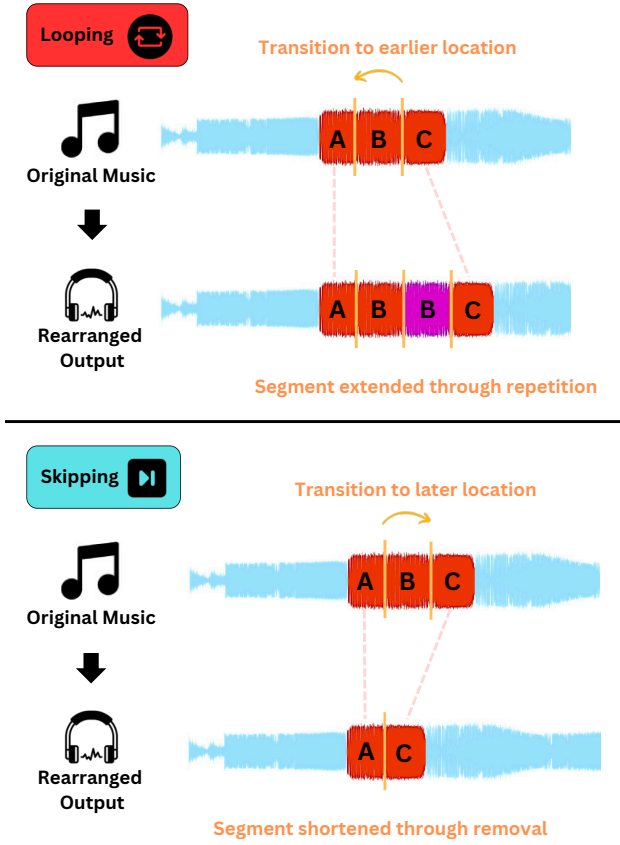 Looping
Transition to earlier location
A B C
Original Music
A B B C
Rearranged
Output
Segment extended through repetition
Skipping
Transition to later location
A B C
Original Music
A C
Rearranged
Output
Segment shortened through removal